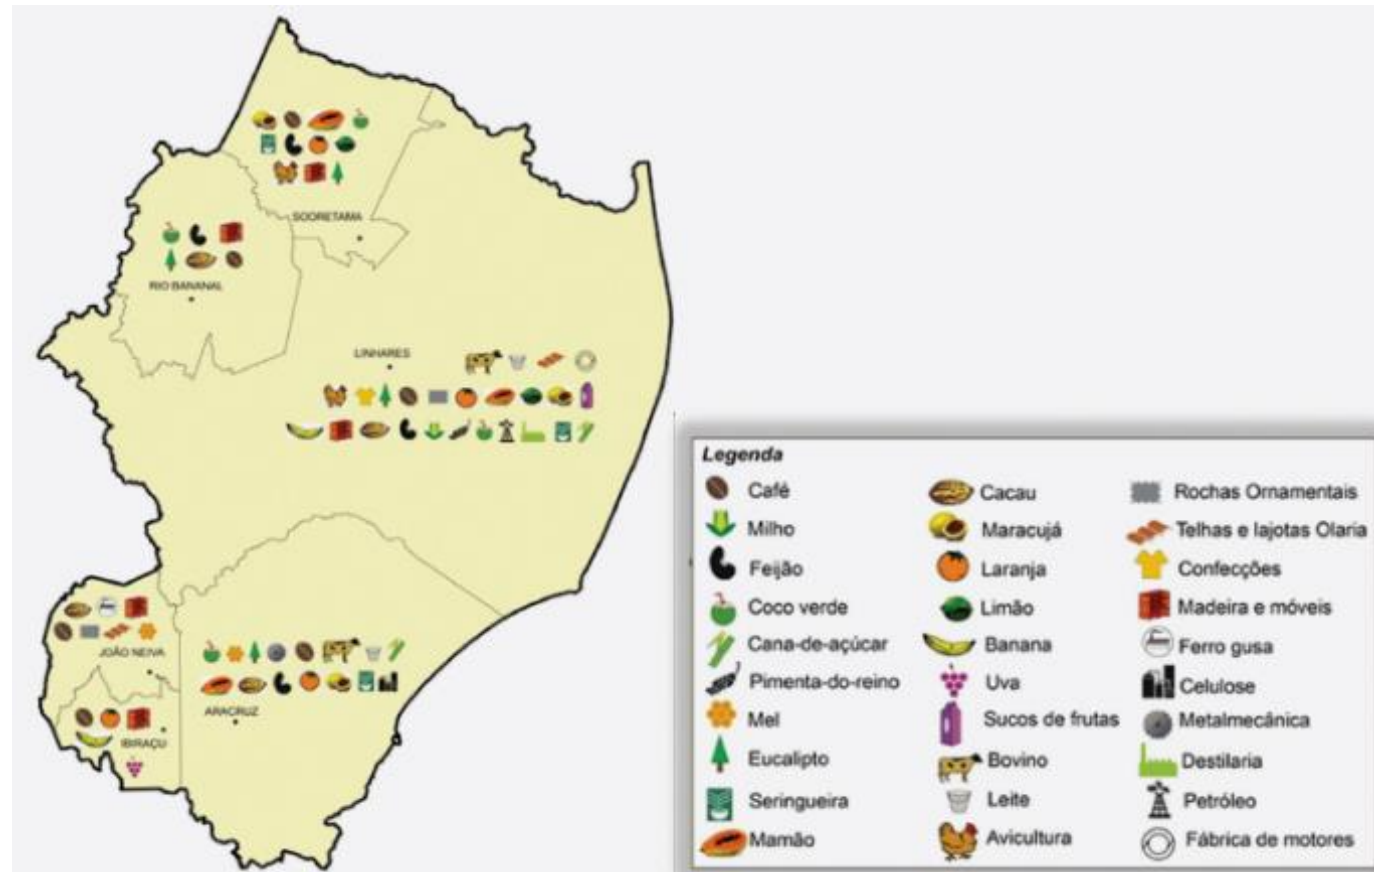 SOORETAMA
RIO BANANAL
LINHARES
JOÃO NEIVA
ARACRUZ
IBIRAÇU
Legenda
Café
Milho
Feijão
Coco verde
Cana-de-açúcar
Pimenta-do-reino
Mel
Eucalipto
Seringueira
Mamão
Cacau
Maracujá
Laranja
Limão
Banana
Uva
Sucos de frutas
Bovino
Leite
Avicultura
Rochas Ornamentais
Telhas e lajotas Olaria
Confecções
Madeira e móveis
Ferro gusa
Celulose
Metalmecânica
Destilaria
Petróleo
Fábrica de motores